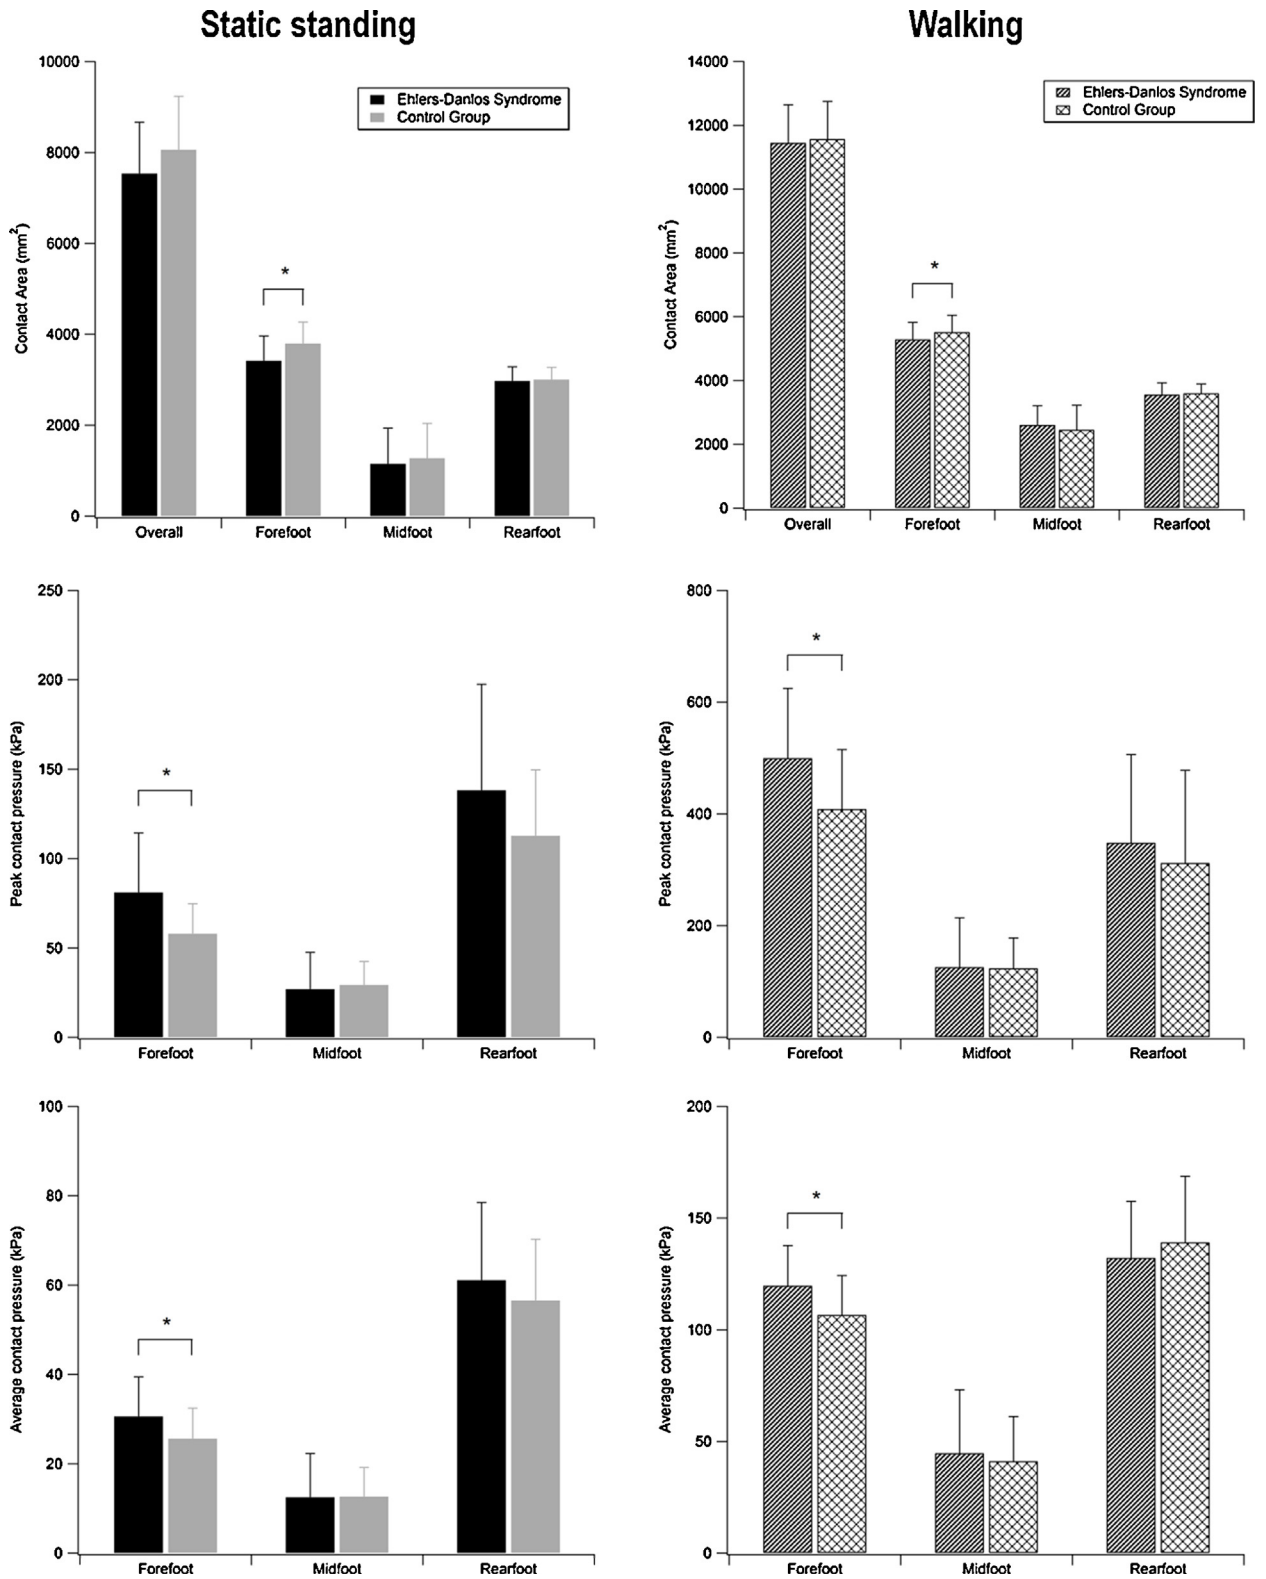 Static standing
Walking
10000
8000
6000
4000
2000
0
Contact Area (mm²)
Ehlers-Danlos Syndrome
Control Group
*
Overall
Forefoot
Midfoot
Rearfoot
14000
12000
10000
8000
6000
4000
2000
0
Contact Area (mm²)
Ehlers-Danlos Syndrome
Control Group
*
Overall
Forefoot
Midfoot
Rearfoot
250
200
150
100
50
0
Peak contact pressure (kPa)
*
Forefoot
Midfoot
Rearfoot
800
600
400
200
0
Peak contact pressure (kPa)
*
Forefoot
Midfoot
Rearfoot
100
80
60
40
20
0
Average contact pressure (kPa)
*
Forefoot
Midfoot
Rearfoot
200
150
100
50
0
Average contact pressure (kPa)
*
Forefoot
Midfoot
Rearfoot